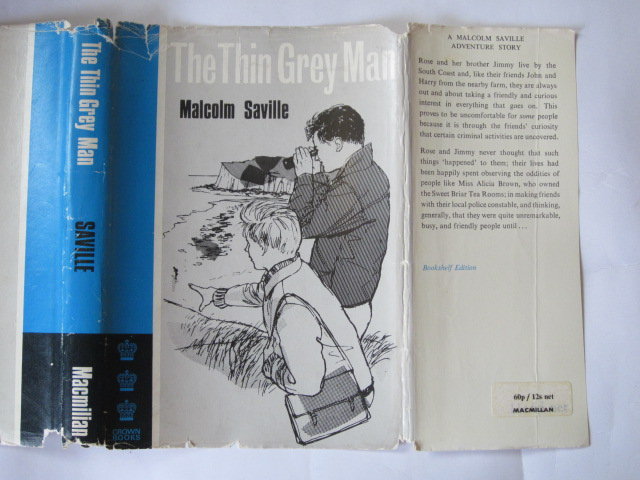 The Thin Grey Man
SAVILLE
Macmillan
CROWN
BOOKS
The Thin Grey Man
Malcolm Saville
A MALCOLM SAVILLE
ADVENTURE STORY
Rose and her brother Jimmy live by the
South Coast and, like their friends John and
Harry from the nearby farm, they are always
out and about taking a friendly and curious
interest in everything that goes on. This
proves to be uncomfortable for some people
because it is through the friends' curiosity
that certain criminal activities are uncovered.
Rose and Jimmy never thought that such
things 'happened' to them; their lives had
been happily spent observing the oddities of
people like Miss Alicia Brown, who owned
the Sweet Briar Tea Rooms; in making friends
with their local police constable, and thinking,
generally, that they were quite unremarkable,
busy, and friendly people until . . .
Bookshelf Edition
60p / 12s net
MACMILLAN